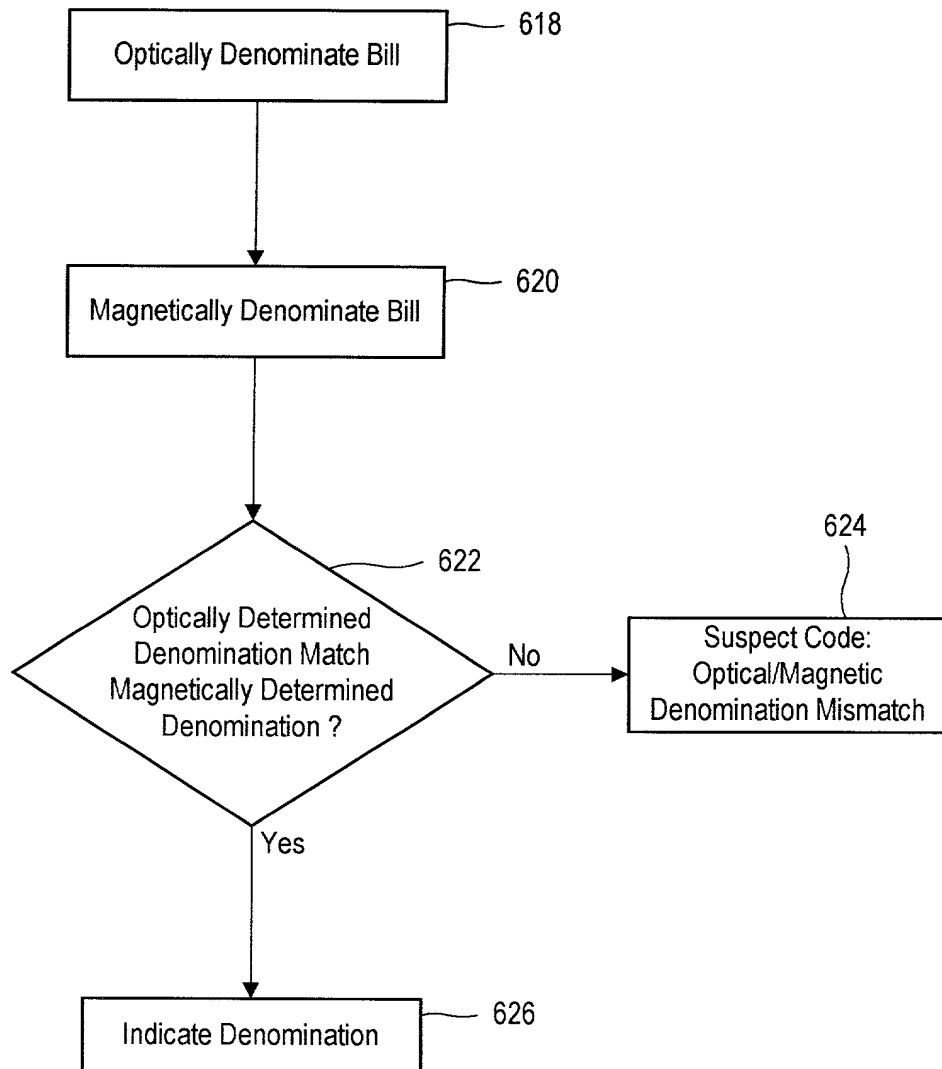 Optically Denominate Bill
618
Magnetically Denominate Bill
620
622
Optically Determined
Denomination Match
Magnetically Determined
Denomination ?
No
624
Suspect Code:
Optical/Magnetic
Denomination Mismatch
Yes
Indicate Denomination
626